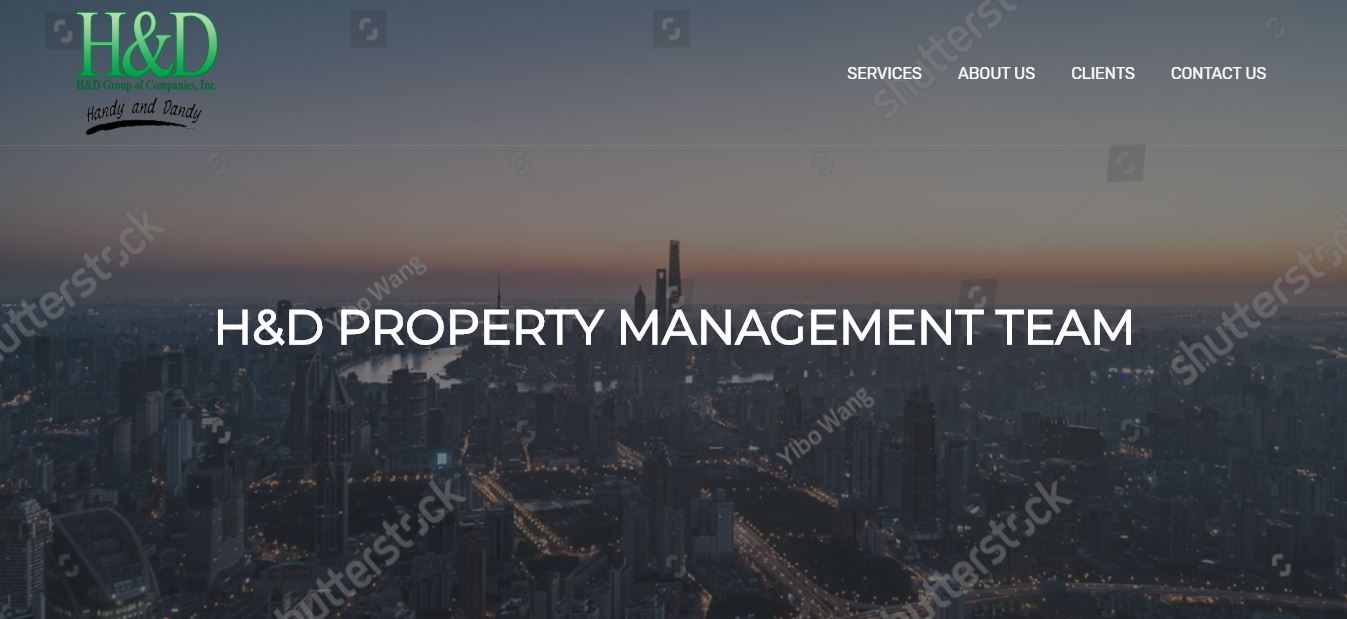 H&D
H&D Group of Companies, Inc.
Handy and Dandy
SERVICES ABOUT US CLIENTS CONTACT US
shutterstock
shutterstock
Yibo Wang
shutterstock
H&D PROPERTY MANAGEMENT TEAM
Yibo Wang
shutterstock
shutterstock